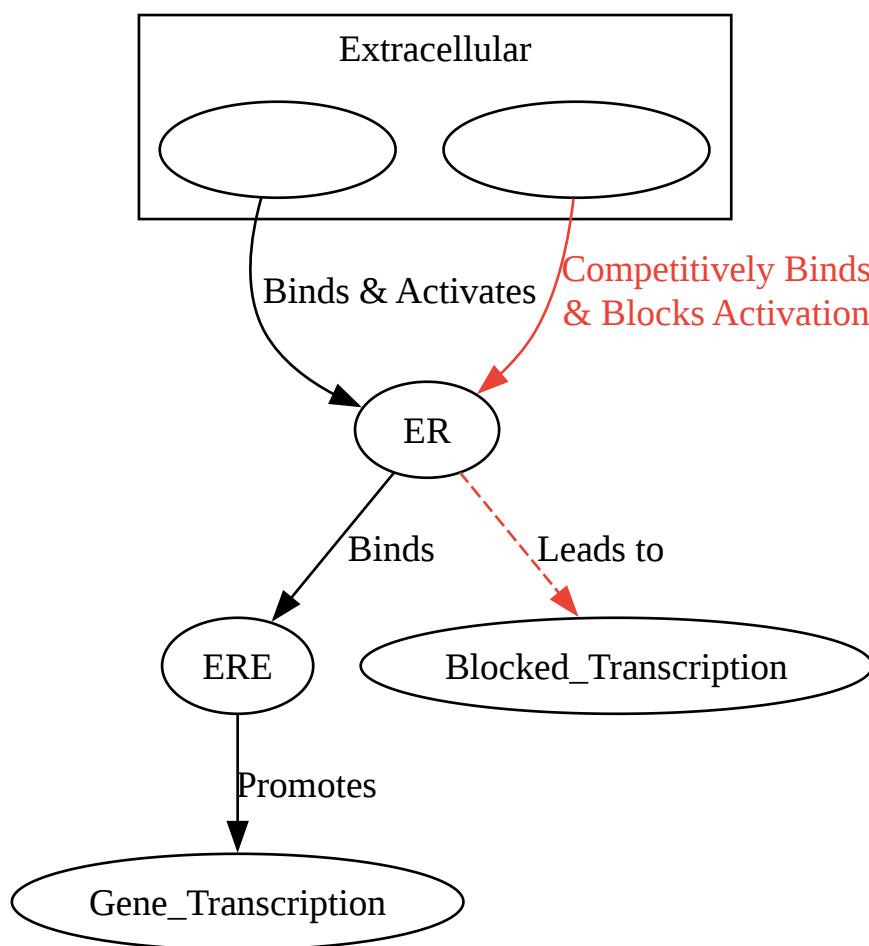 Extracellular
Binds & Activates
Competitively Binds
& Blocks Activation
ER
Binds
Leads to
ERE
Blocked_Transcription
Promotes
Gene_Transcription